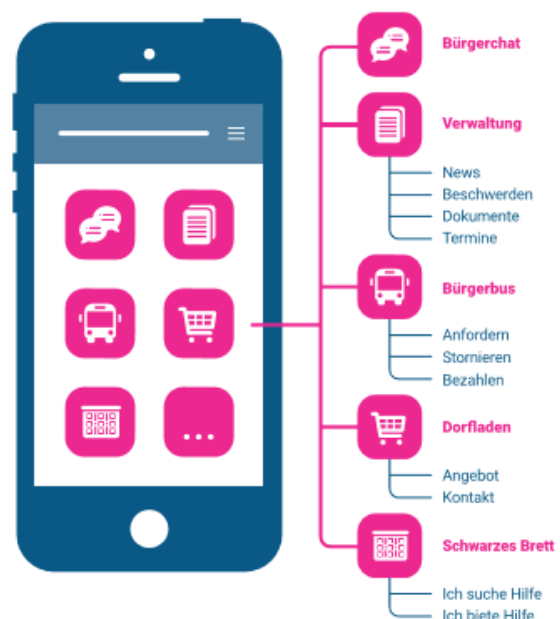 Bürgerchat
Verwaltung
News
Beschwerden
Dokumente
Termine
Bürgerbus
Anfordern
Stornieren
Bezahlen
Dorfladen
Angebot
Kontakt
Schwarzes Brett
Ich suche Hilfe
Ich biete Hilfe